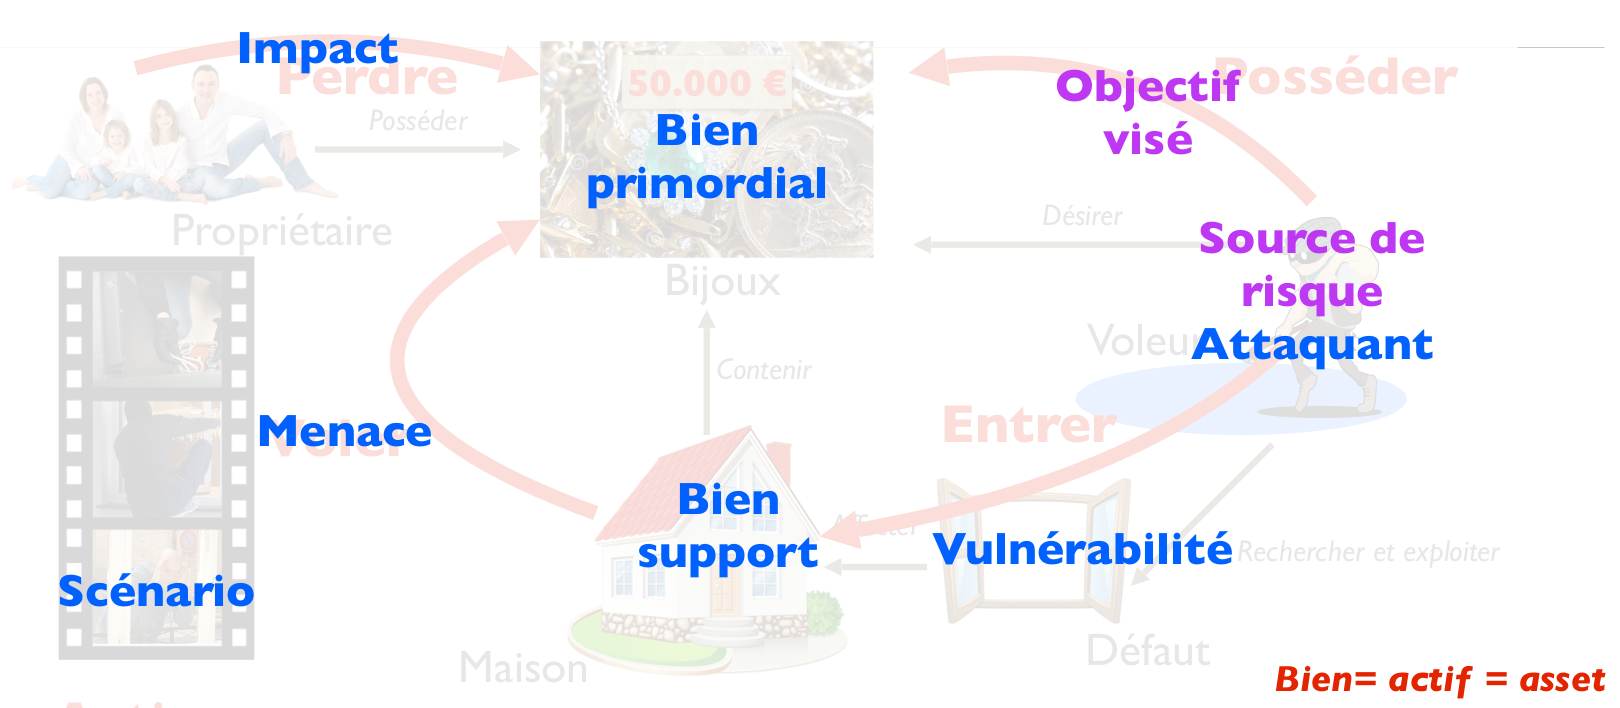 Impact
Perdre
50.000 €
Posséder
Bien
primordial
Objectif
visé
Posséder
Propriétaire
Bijoux
Désirer
Source de
risque
Voleur
Attaquant
Contenir
Menace
Voler
Entrer
Bien
support
Vulnérabilité
Rechercher et exploiter
Scénario
Maison
Défaut
Bien= actif = asset